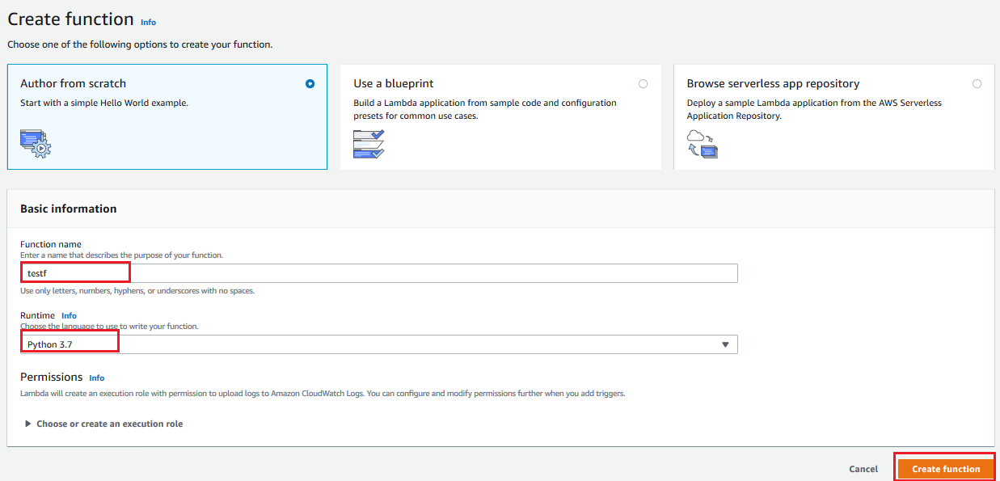 Create function Info
Choose one of the following options to create your function.
Author from scratch
Start with a simple Hello World example.
Use a blueprint
Build a Lambda application from sample code and configuration
presets for common use cases.
Browse serverless app repository
Deploy a sample Lambda application from the AWS Serverless
Application Repository.
Basic information
Function name
Enter a name that describes the purpose of your function.
testf
Use only letters, numbers, hyphens, or underscores with no spaces.
Runtime Info
Choose the language to use to write your function.
Python 3.7
Permissions Info
Lambda will create an execution role with permission to upload logs to Amazon CloudWatch Logs. You can configure and modify permissions further when you add triggers.
Choose or create an execution role
Cancel
Create function